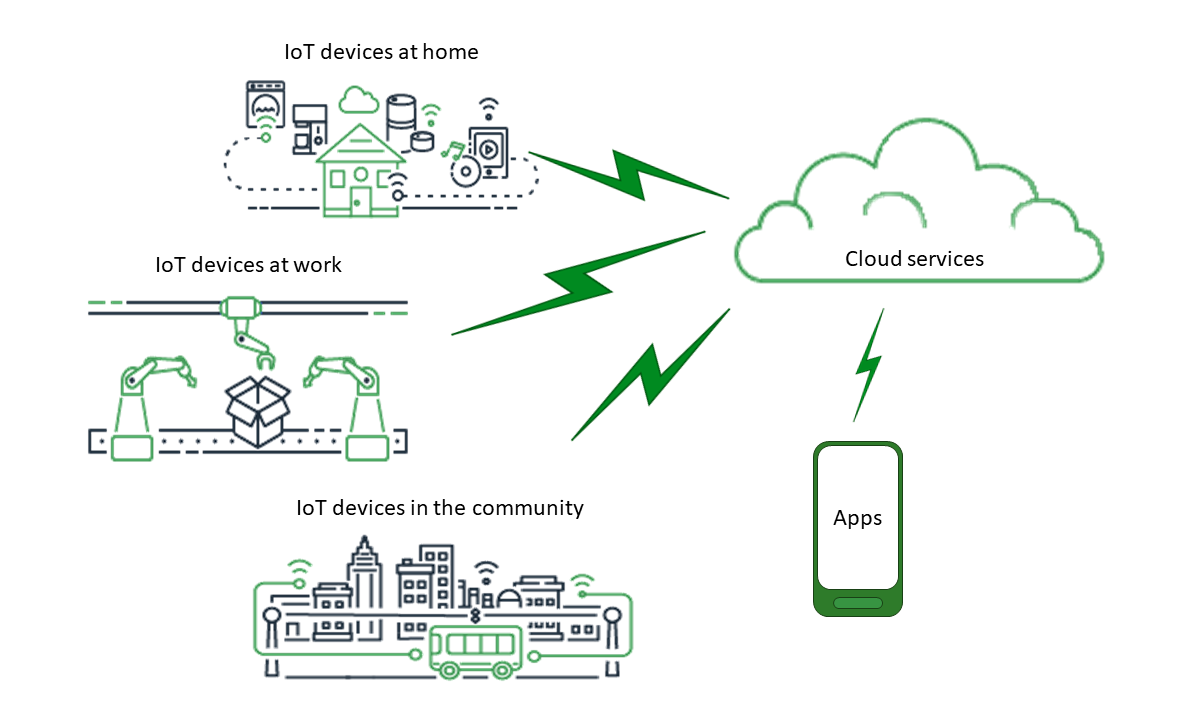 IoT devices at home
IoT devices at work
Cloud services
IoT devices in the community
Apps